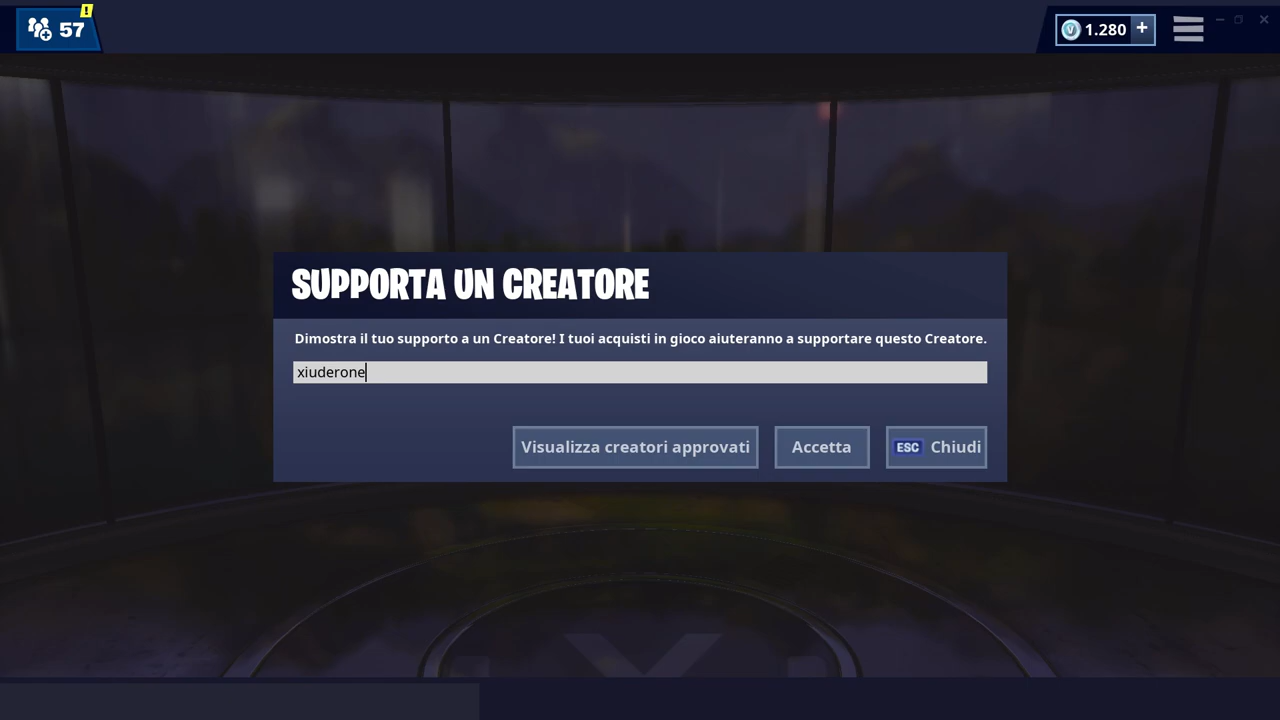 57
!
1.280 +
SUPPORTA UN CREATORE
Dimostra il tuo supporto a un Creatore! I tuoi acquisti in gioco aiuteranno a supportare questo Creatore.
xiuderone
Visualizza creatori approvati
Accetta
ESC Chiudi